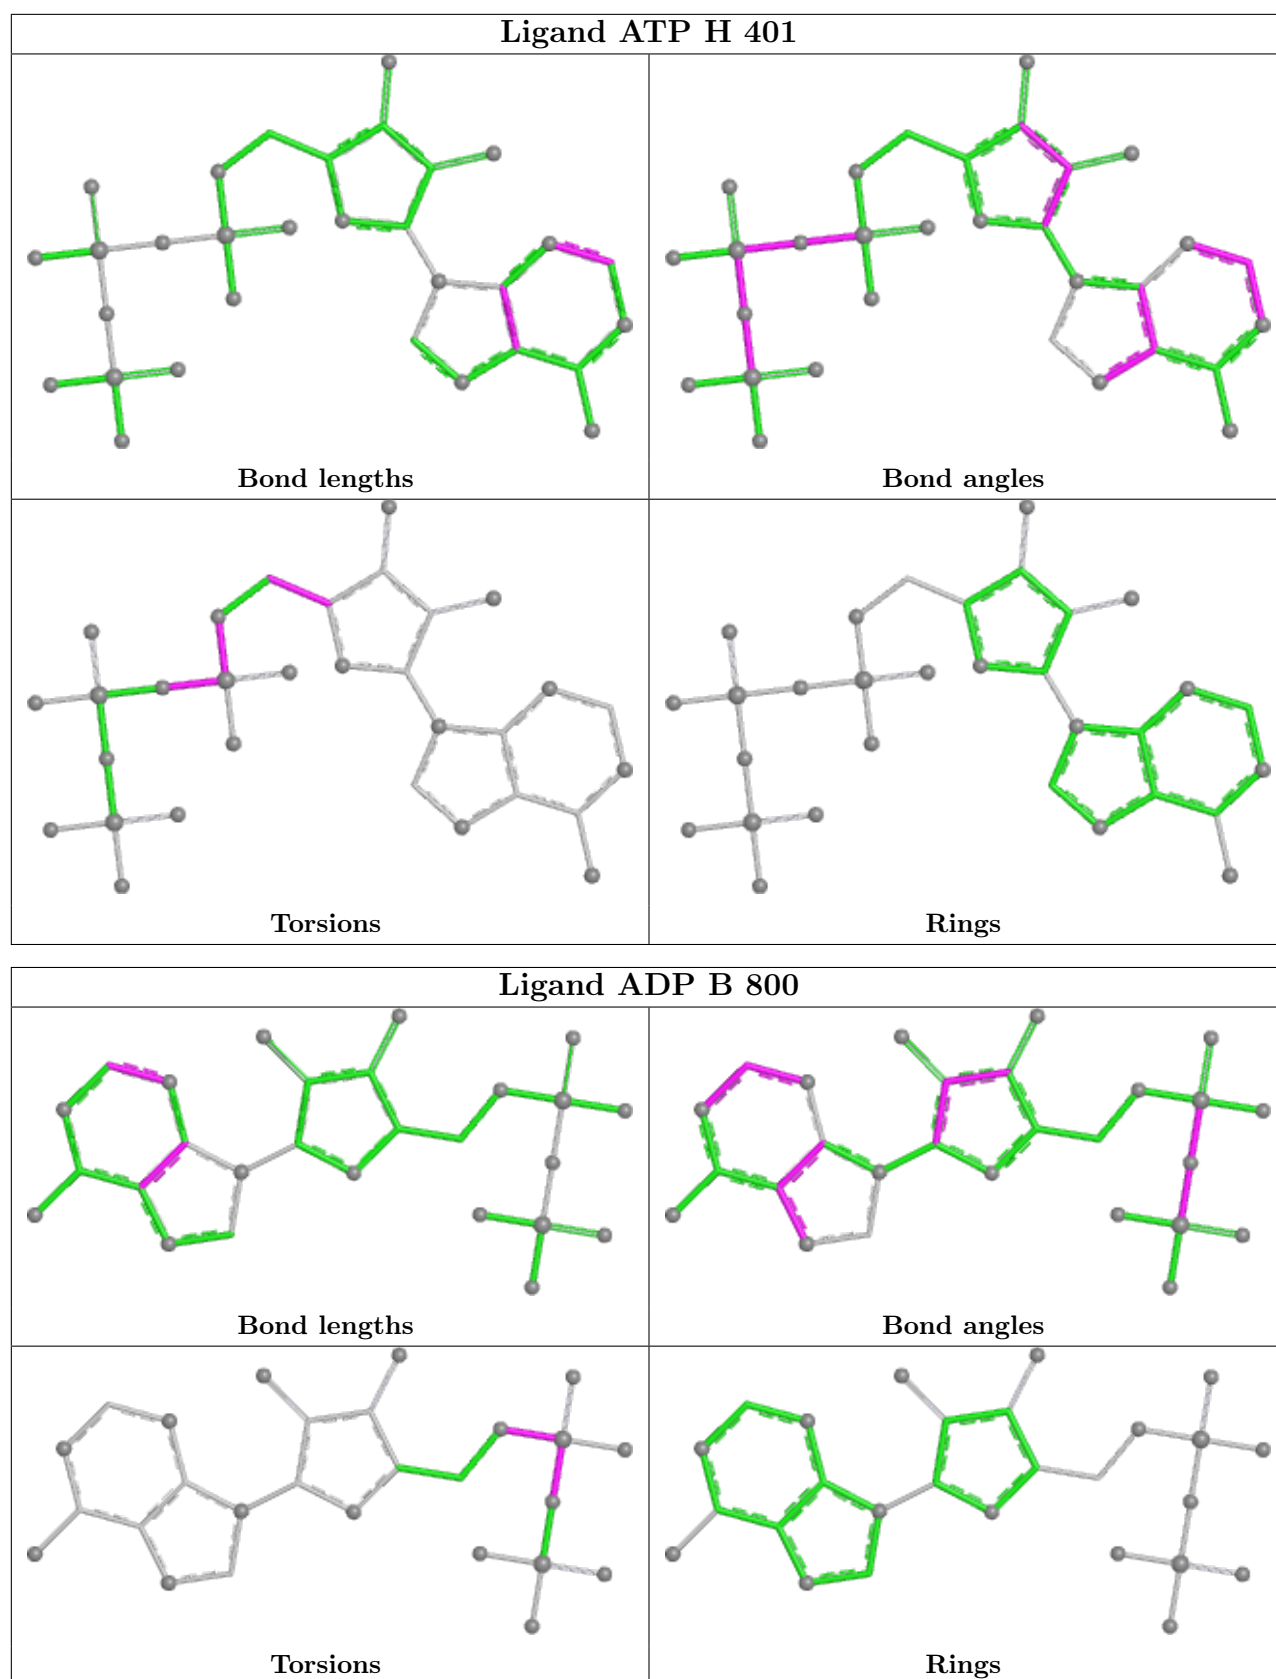 Ligand ATP H 401
Bond lengths
Bond angles
Torsions
Rings
Ligand ADP B 800
Bond lengths
Bond angles
Torsions
Rings